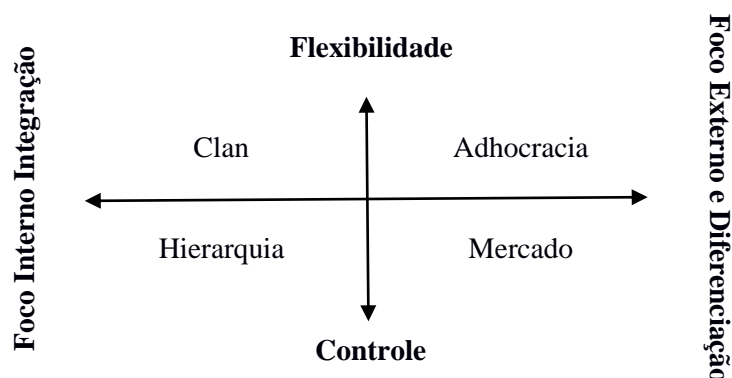 Flexibilidade
Foco Interno Integração
Foco Externo e Diferenciação
Clan
Adhocracia
Hierarquia
Mercado
Controle